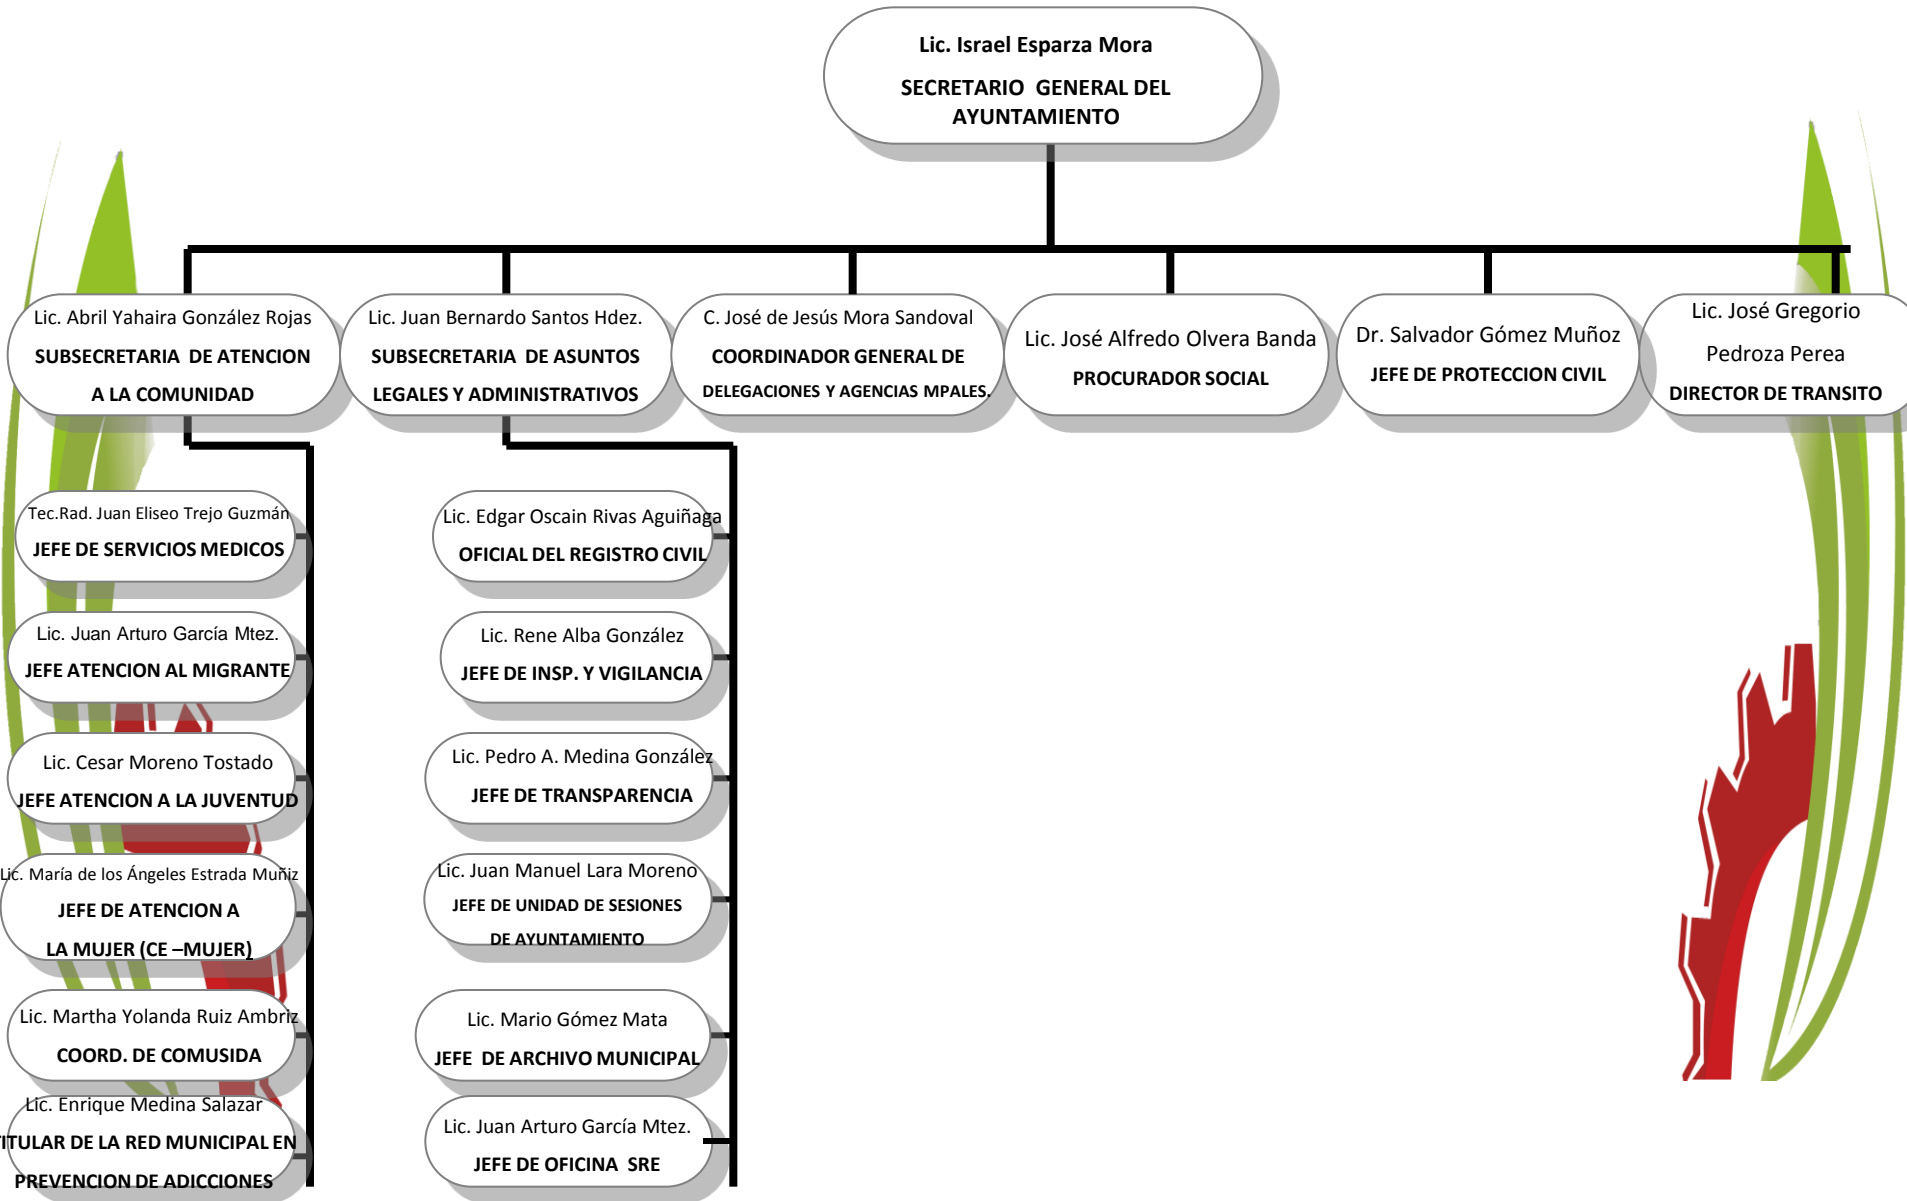 Lic. Israel Esparza Mora
SECRETARIO GENERAL DEL
AYUNTAMIENTO
Lic. Abril Yahaira González Rojas
SUBSECRETARIA DE ATENCION
A LA COMUNIDAD
Lic. Juan Bernardo Santos Hdez.
SUBSECRETARIA DE ASUNTOS
LEGALES Y ADMINISTRATIVOS
C. José de Jesús Mora Sandoval
COORDINADOR GENERAL DE
DELEGACIONES Y AGENCIAS MPALES.
Lic. José Alfredo Olvera Banda
PROCURADOR SOCIAL
Dr. Salvador Gómez Muñoz
JEFE DE PROTECCION CIVIL
Lic. José Gregorio
Pedroza Perea
DIRECTOR DE TRANSITO
Tec.Rad. Juan Eliseo Trejo Guzmán
JEFE DE SERVICIOS MEDICOS
Lic. Juan Arturo García Mtez.
JEFE ATENCION AL MIGRANTE
Lic. Cesar Moreno Tostado
JEFE ATENCION A LA JUVENTUD
Lic. María de los Ángeles Estrada Muñiz
JEFE DE ATENCION A
LA MUJER (CE –MUJER)
Lic. Martha Yolanda Ruiz Ambriz
COORD. DE COMUSIDA
Lic. Enrique Medina Salazar
TITULAR DE LA RED MUNICIPAL EN
PREVENCION DE ADICCIONES
Lic. Edgar Oscain Rivas Aguiñaga
OFICIAL DEL REGISTRO CIVIL
Lic. Rene Alba González
JEFE DE INSP. Y VIGILANCIA
Lic. Pedro A. Medina González
JEFE DE TRANSPARENCIA
Lic. Juan Manuel Lara Moreno
JEFE DE UNIDAD DE SESIONES
DE AYUNTAMIENTO
Lic. Mario Gómez Mata
JEFE DE ARCHIVO MUNICIPAL
Lic. Juan Arturo García Mtez.
JEFE DE OFICINA SRE